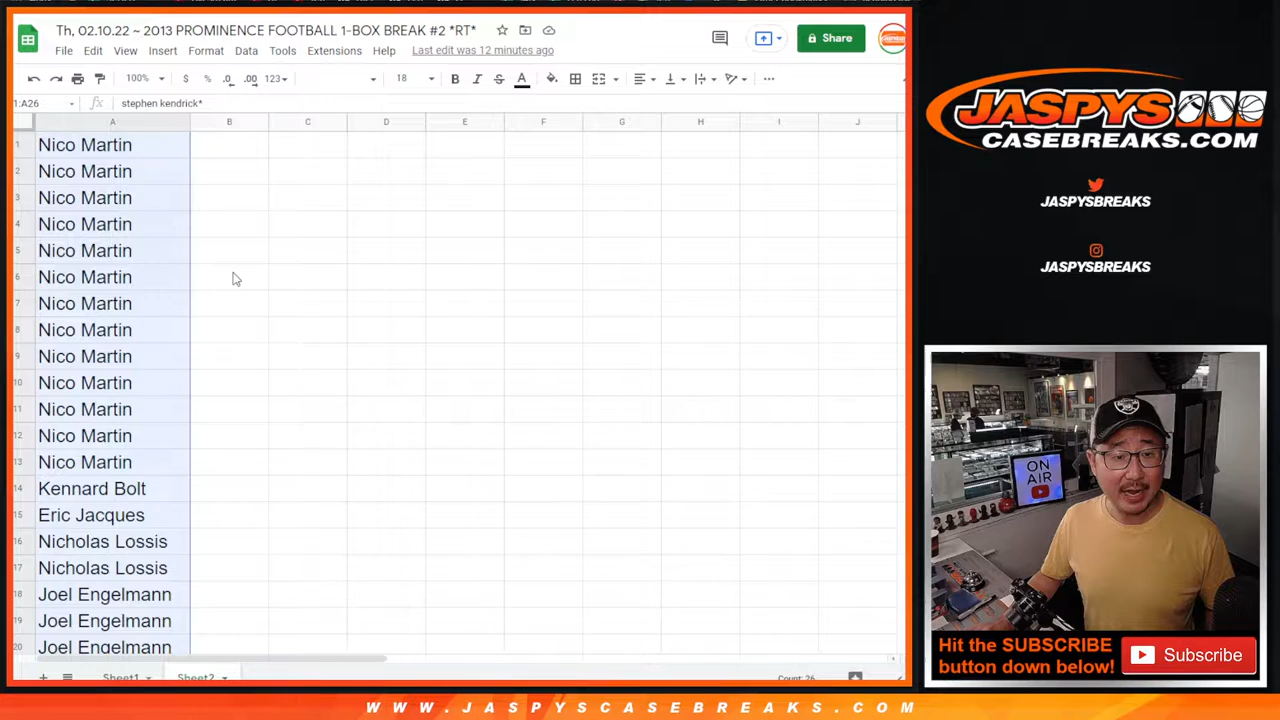 Th, 02.10.22 ~ 2013 PROMINENCE FOOTBALL 1-BOX BREAK #2 *RT*
File Edit View Insert Format Data Tools Extensions Help Last edit was 12 minutes ago
Share
100% $ % .0 .00 123 18 B I S A
1:A26 fx stephen kendrick*
A B C D E F G H I J
1 Nico Martin
2 Nico Martin
3 Nico Martin
4 Nico Martin
5 Nico Martin
6 Nico Martin
7 Nico Martin
8 Nico Martin
9 Nico Martin
10 Nico Martin
11 Nico Martin
12 Nico Martin
13 Nico Martin
14 Kennard Bolt
15 Eric Jacques
16 Nicholas Lossis
17 Nicholas Lossis
18 Joel Engelmann
19 Joel Engelmann
20 Joel Engelmann
Sheet1 Sheet2 Count: 26
JASPYS
CASEBREAKS.COM
JASPYSBREAKS
JASPYSBREAKS
ON
AIR
Hit the SUBSCRIBE
button down below!
Subscribe
WWW.JASPYSCASEBREAKS.COM